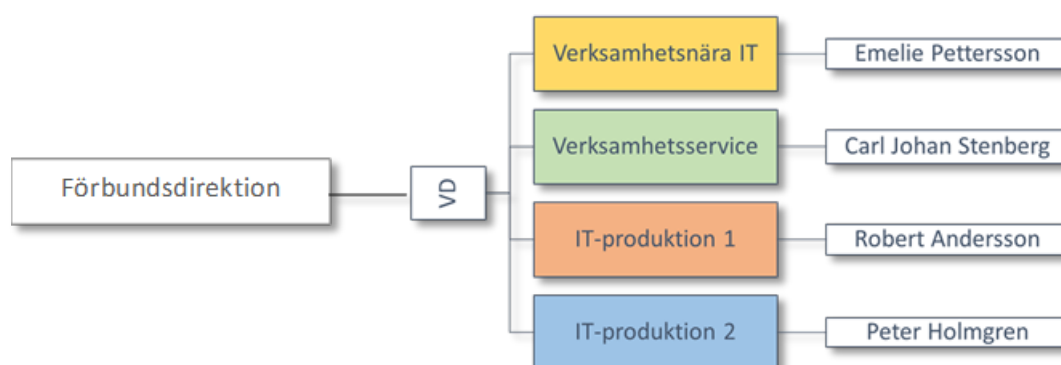 Förbundsdirektion
VD
Verksamhetsnära IT
Emelie Pettersson
Verksamhetsservice
Carl Johan Stenberg
IT-produktion 1
Robert Andersson
IT-produktion 2
Peter Holmgren